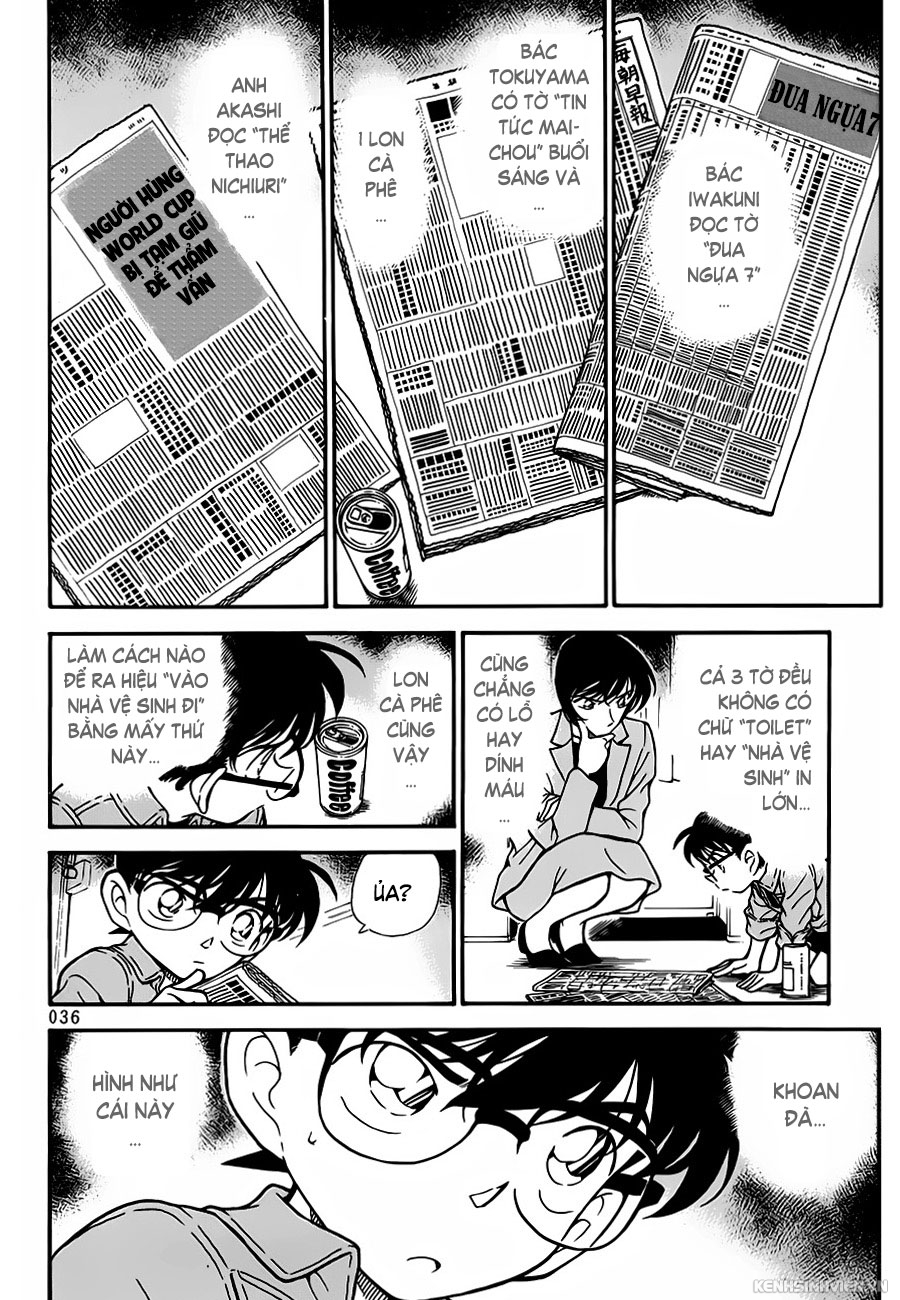 ĐUA NGỰA7
BÁC
IWAKUNI
ĐỌC TỜ
“ĐUA
NGỰA 7”
...
毎朝早報
BÁC
TOKUYAMA
CÓ TỜ “TIN
TỨC MAI-
CHOU” BUỔI
SÁNG VÀ
...
1 LON
CÀ
PHÊ
...
Coffee
ANH
AKASHI
ĐỌC “THỂ
THAO
NICHIURI”
...
NGƯỜI HÙNG
WORLD CUP
BỊ TẠM GIỮ
ĐỂ THẨM
VẤN
CẢ 3 TỜ ĐỀU
KHÔNG CÓ
CHỮ “TOILET”
HAY “NHÀ VỆ
SINH” IN
LỚN...
CŨNG
CHẲNG
CÓ LỖ
HAY
DÍNH
MÁU
...
LON
CÀ PHÊ
CŨNG
VẬY
...
Coffee
LÀM CÁCH NÀO
ĐỂ RA HIỆU “VÀO
NHÀ VỆ SINH ĐI”
BẰNG MẤY THỨ
NÀY...
ỦA?
036
KHOAN
ĐÃ...
HÌNH NHƯ
CÁI NÀY
...
KENHSINHVIEN.VN